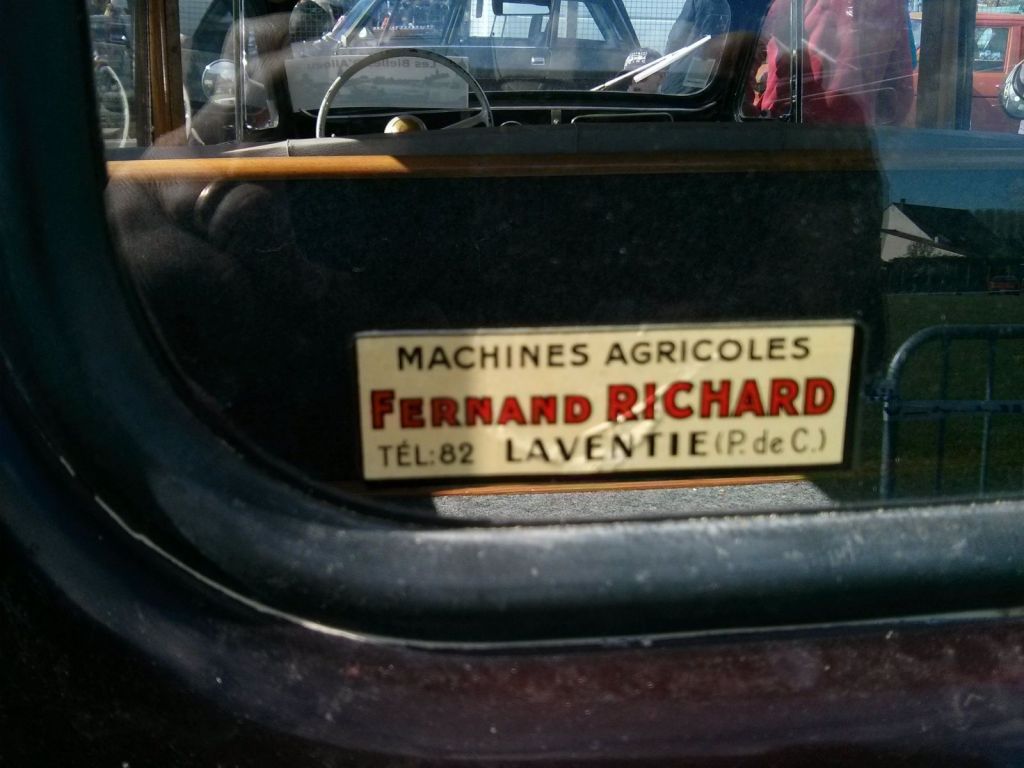 MACHINES AGRICOLES
FERNAND RICHARD
TÉL: 82 LAVENTIE (P. de C.)